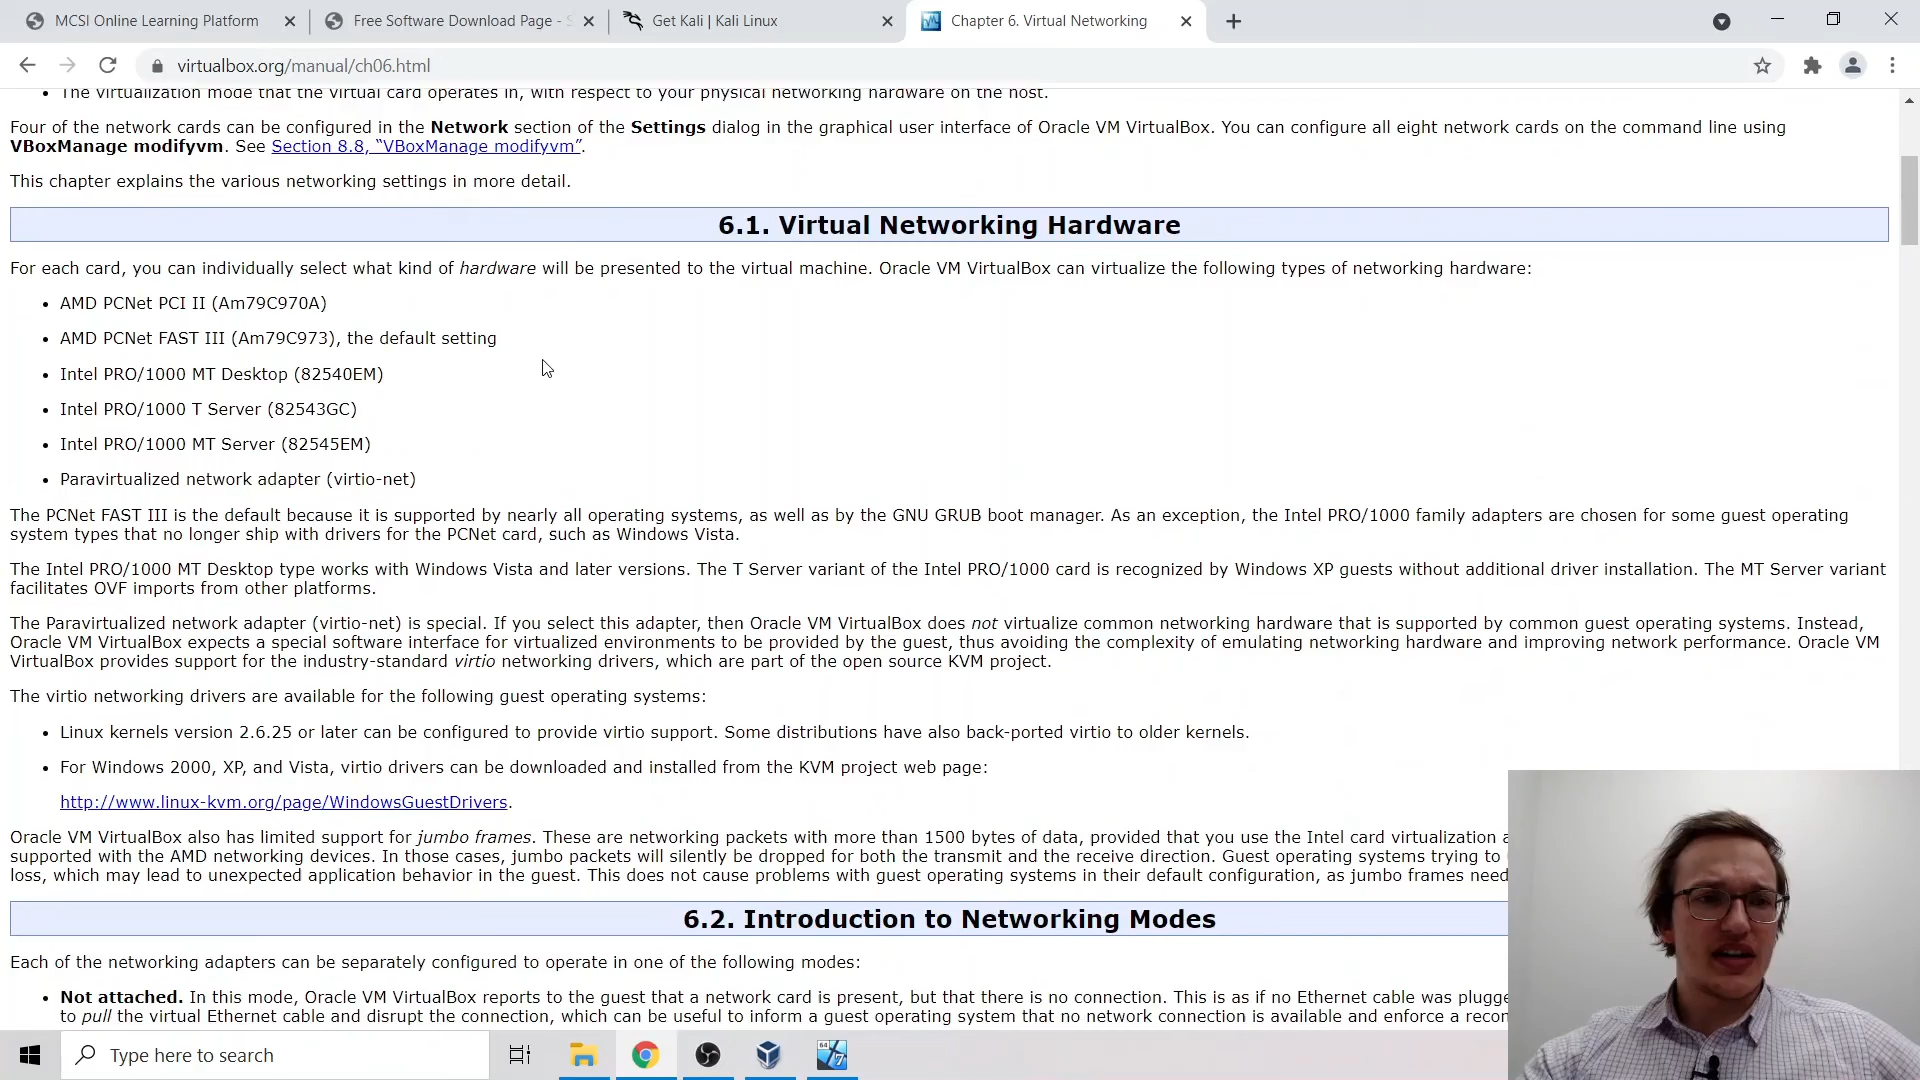 MCSI Online Learning Platform
Free Software Download Page - S
Get Kali | Kali Linux
Chapter 6. Virtual Networking
virtualbox.org/manual/ch06.html
• The virtualization mode that the virtual card operates in, with respect to your physical networking hardware on the host.
Four of the network cards can be configured in the Network section of the Settings dialog in the graphical user interface of Oracle VM VirtualBox. You can configure all eight network cards on the command line using
VBoxManage modifyvm. See Section 8.8, “VBoxManage modifyvm”.
This chapter explains the various networking settings in more detail.
6.1. Virtual Networking Hardware
For each card, you can individually select what kind of hardware will be presented to the virtual machine. Oracle VM VirtualBox can virtualize the following types of networking hardware:
• AMD PCNet PCI II (Am79C970A)
• AMD PCNet FAST III (Am79C973), the default setting
• Intel PRO/1000 MT Desktop (82540EM)
• Intel PRO/1000 T Server (82543GC)
• Intel PRO/1000 MT Server (82545EM)
• Paravirtualized network adapter (virtio-net)
The PCNet FAST III is the default because it is supported by nearly all operating systems, as well as by the GNU GRUB boot manager. As an exception, the Intel PRO/1000 family adapters are chosen for some guest operating
system types that no longer ship with drivers for the PCNet card, such as Windows Vista.
The Intel PRO/1000 MT Desktop type works with Windows Vista and later versions. The T Server variant of the Intel PRO/1000 card is recognized by Windows XP guests without additional driver installation. The MT Server variant
facilitates OVF imports from other platforms.
The Paravirtualized network adapter (virtio-net) is special. If you select this adapter, then Oracle VM VirtualBox does not virtualize common networking hardware that is supported by common guest operating systems. Instead,
Oracle VM VirtualBox expects a special software interface for virtualized environments to be provided by the guest, thus avoiding the complexity of emulating networking hardware and improving network performance. Oracle VM
VirtualBox provides support for the industry-standard virtio networking drivers, which are part of the open source KVM project.
The virtio networking drivers are available for the following guest operating systems:
• Linux kernels version 2.6.25 or later can be configured to provide virtio support. Some distributions have also back-ported virtio to older kernels.
• For Windows 2000, XP, and Vista, virtio drivers can be downloaded and installed from the KVM project web page:
http://www.linux-kvm.org/page/WindowsGuestDrivers.
Oracle VM VirtualBox also has limited support for jumbo frames. These are networking packets with more than 1500 bytes of data, provided that you use the Intel card virtualization a
supported with the AMD networking devices. In those cases, jumbo packets will silently be dropped for both the transmit and the receive direction. Guest operating systems trying to
loss, which may lead to unexpected application behavior in the guest. This does not cause problems with guest operating systems in their default configuration, as jumbo frames need
6.2. Introduction to Networking Modes
Each of the networking adapters can be separately configured to operate in one of the following modes:
• Not attached. In this mode, Oracle VM VirtualBox reports to the guest that a network card is present, but that there is no connection. This is as if no Ethernet cable was plugge
to pull the virtual Ethernet cable and disrupt the connection, which can be useful to inform a guest operating system that no network connection is available and enforce a recon
Type here to search
64
7